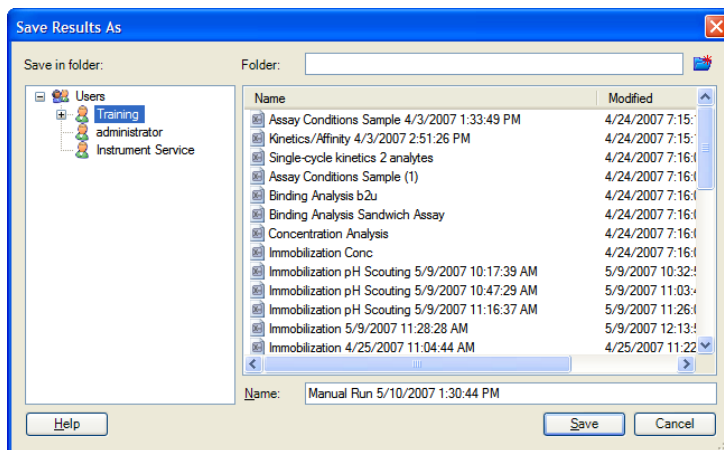 Save Results As
Save in folder:
Folder:
Users
Training
administrator
Instrument Service
Name Modified
Assay Conditions Sample 4/3/2007 1:33:49 PM 4/24/2007 7:15:
Kinetics/Affinity 4/3/2007 2:51:26 PM 4/24/2007 7:15:
Single-cycle kinetics 2 analytes 4/24/2007 7:16:
Assay Conditions Sample (1) 4/24/2007 7:16:
Binding Analysis b2u 4/24/2007 7:16:
Binding Analysis Sandwich Assay 4/24/2007 7:16:
Concentration Analysis 4/24/2007 7:16:
Immobilization Conc 4/24/2007 7:16:
Immobilization pH Scouting 5/9/2007 10:17:39 AM 5/9/2007 10:32:
Immobilization pH Scouting 5/9/2007 10:47:29 AM 5/9/2007 11:03:
Immobilization pH Scouting 5/9/2007 11:16:37 AM 5/9/2007 11:26:
Immobilization 5/9/2007 11:28:28 AM 5/9/2007 12:13:
Immobilization 4/25/2007 11:04:44 AM 4/25/2007 11:22
Name: Manual Run 5/10/2007 1:30:44 PM
Help
Save
Cancel